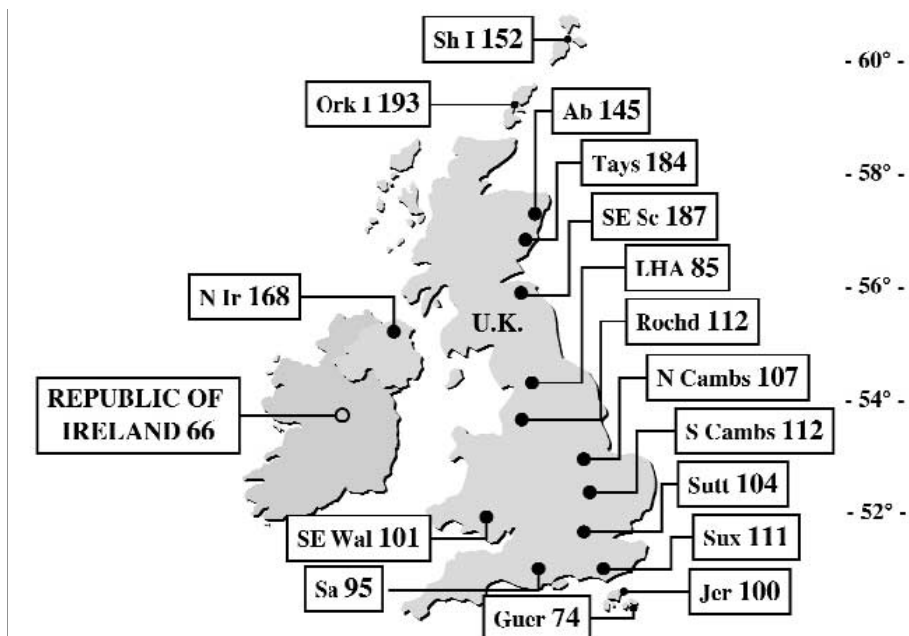 Sh I 152
- 60° -
Ork I 193
Ab 145
Tays 184
- 58° -
SE Sc 187
LHA 85
- 56° -
N Ir 168
U.K.
Rochd 112
N Cambs 107
REPUBLIC OF
IRELAND 66
- 54° -
S Cambs 112
Sutt 104
- 52° -
SE Wal 101
Sux 111
Sa 95
Jer 100
Guer 74